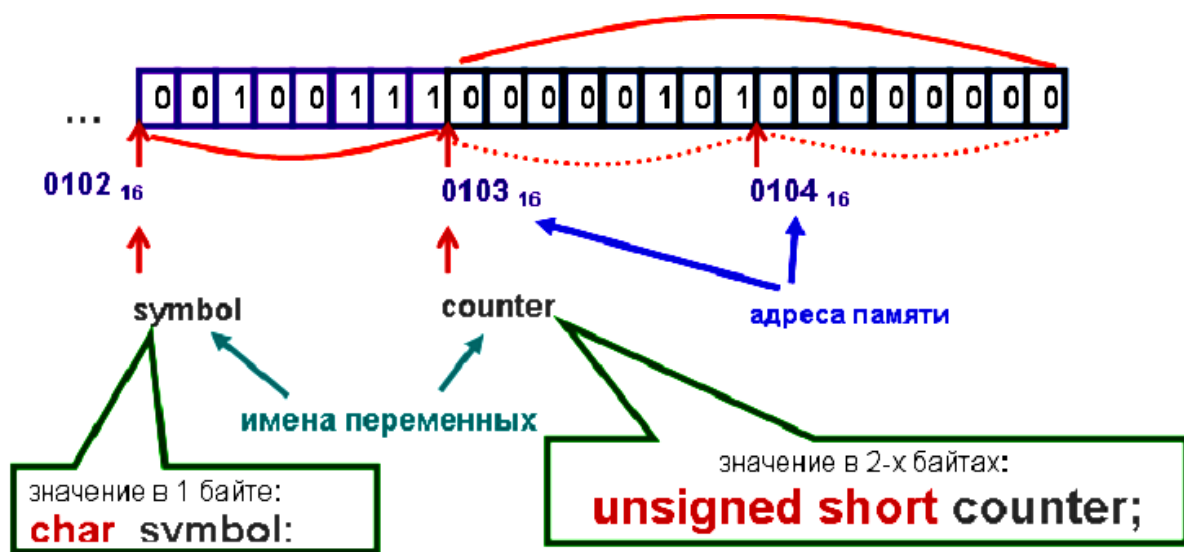 ... 0 0 1 0 0 1 1 1 0 0 0 0 0 1 0 1 0 0 0 0 0 0 0 0
0102 16 0103 16 0104 16
symbol counter адреса памяти
имена переменных
значение в 1 байте:
char svmbol:
значение в 2-х байтах:
unsigned short counter;